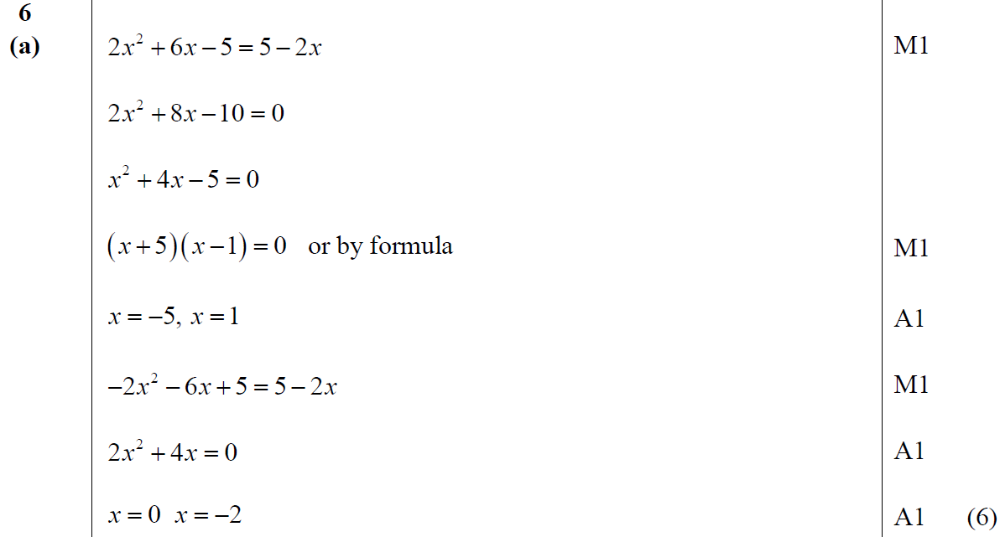 6
(a) 2x² + 6x – 5 = 5 – 2x M1
2x² + 8x – 10 = 0
x² + 4x – 5 = 0
(x + 5)(x – 1) = 0 or by formula M1
x = –5, x = 1 A1
–2x² – 6x + 5 = 5 – 2x M1
2x² + 4x = 0 A1
x = 0 x = –2 A1 (6)